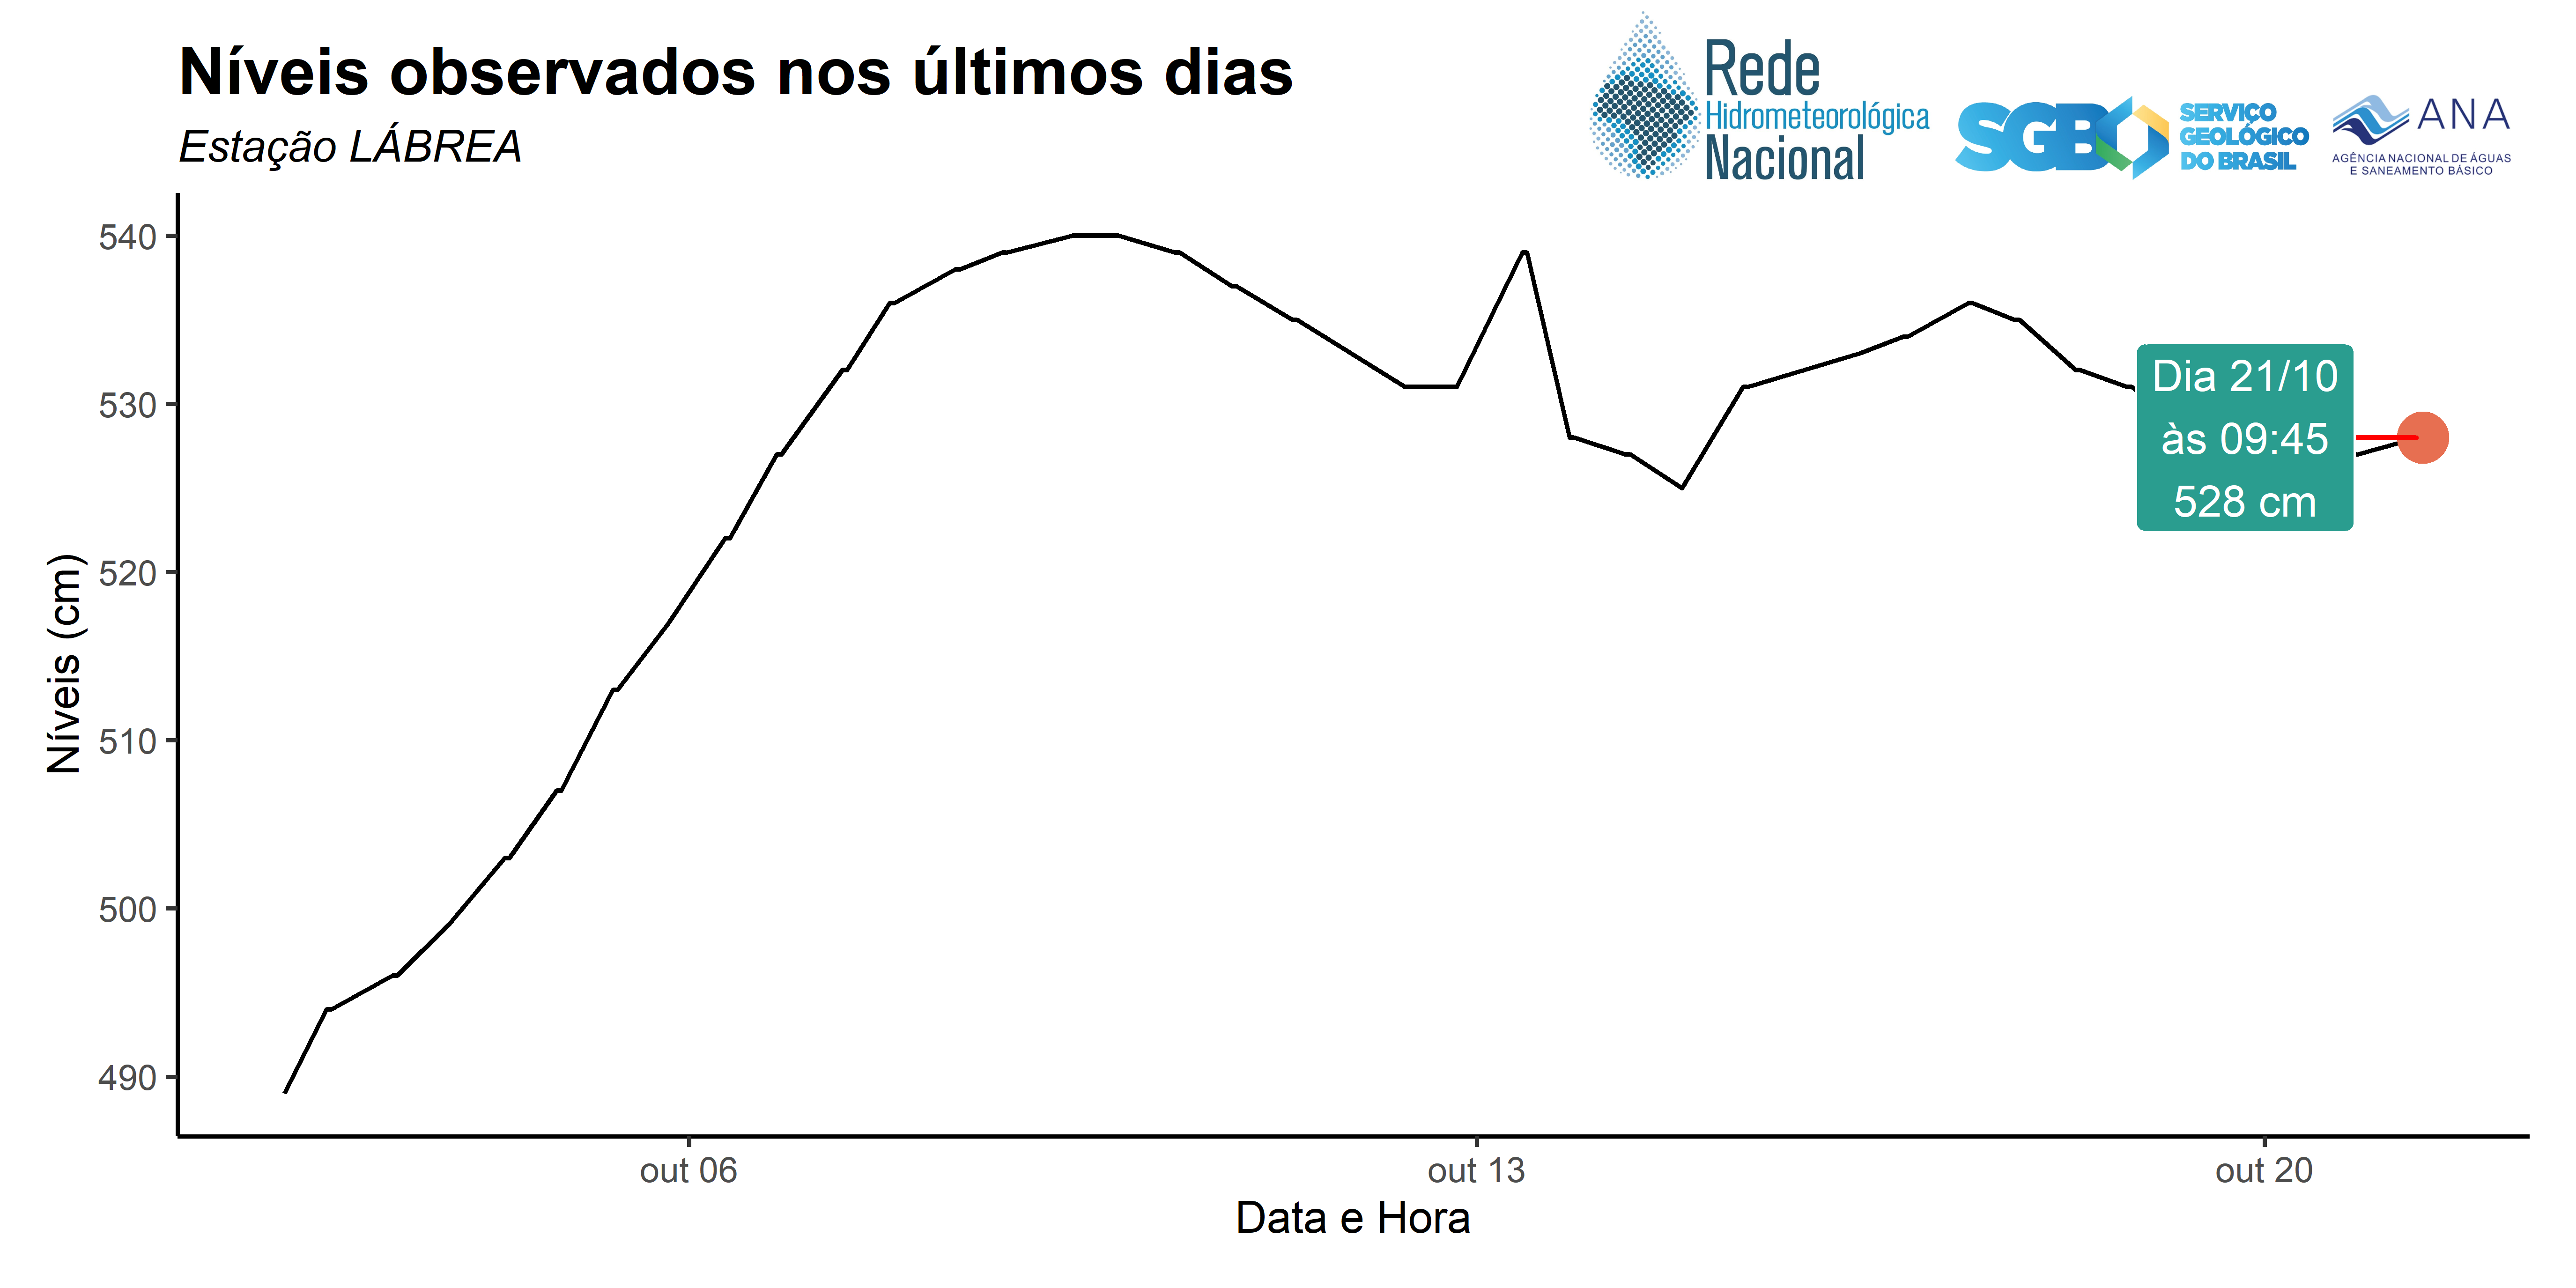 Níveis observados nos últimos dias
Estação LÁBREA
Rede
Hidrometeorológica
Nacional
SGB
SERVIÇO
GEOLÓGICO
DO BRASIL
ANA
AGÊNCIA NACIONAL DE ÁGUAS
E SANEAMENTO BÁSICO
Níveis (cm)
540
530
520
510
500
490
Dia 21/10
às 09:45
528 cm
out 06
out 13
out 20
Data e Hora